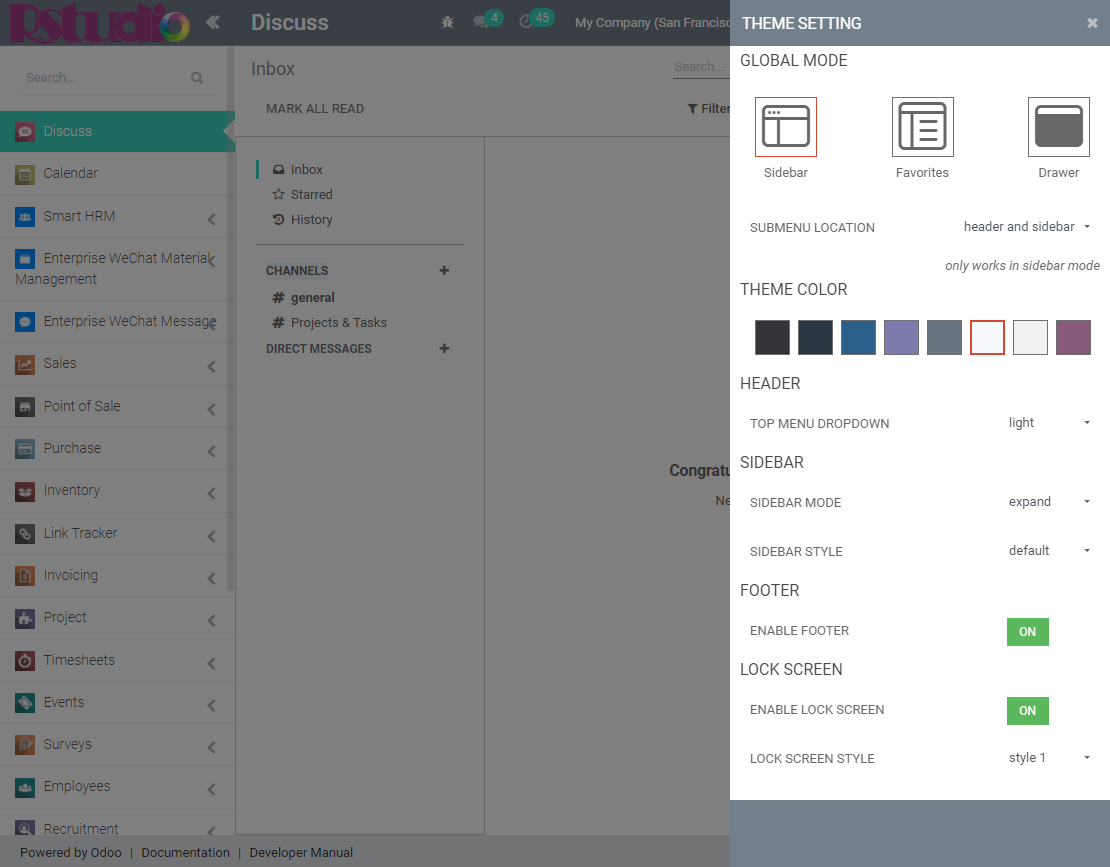 Rstudio
Discuss
4
45
My Company (San Francisc
THEME SETTING
Search...
Discuss
Calendar
Smart HRM
Enterprise WeChat Material
Management
Enterprise WeChat Message
Sales
Point of Sale
Purchase
Inventory
Link Tracker
Invoicing
Project
Timesheets
Events
Surveys
Employees
Recruitment
Inbox
Search...
MARK ALL READ
Filter
Inbox
Starred
History
CHANNELS
# general
# Projects & Tasks
DIRECT MESSAGES
Congratu
Ne
GLOBAL MODE
Sidebar
Favorites
Drawer
SUBMENU LOCATION
header and sidebar
only works in sidebar mode
THEME COLOR
HEADER
TOP MENU DROPDOWN
light
SIDEBAR
SIDEBAR MODE
expand
SIDEBAR STYLE
default
FOOTER
ENABLE FOOTER
ON
LOCK SCREEN
ENABLE LOCK SCREEN
ON
LOCK SCREEN STYLE
style 1
Powered by Odoo | Documentation | Developer Manual